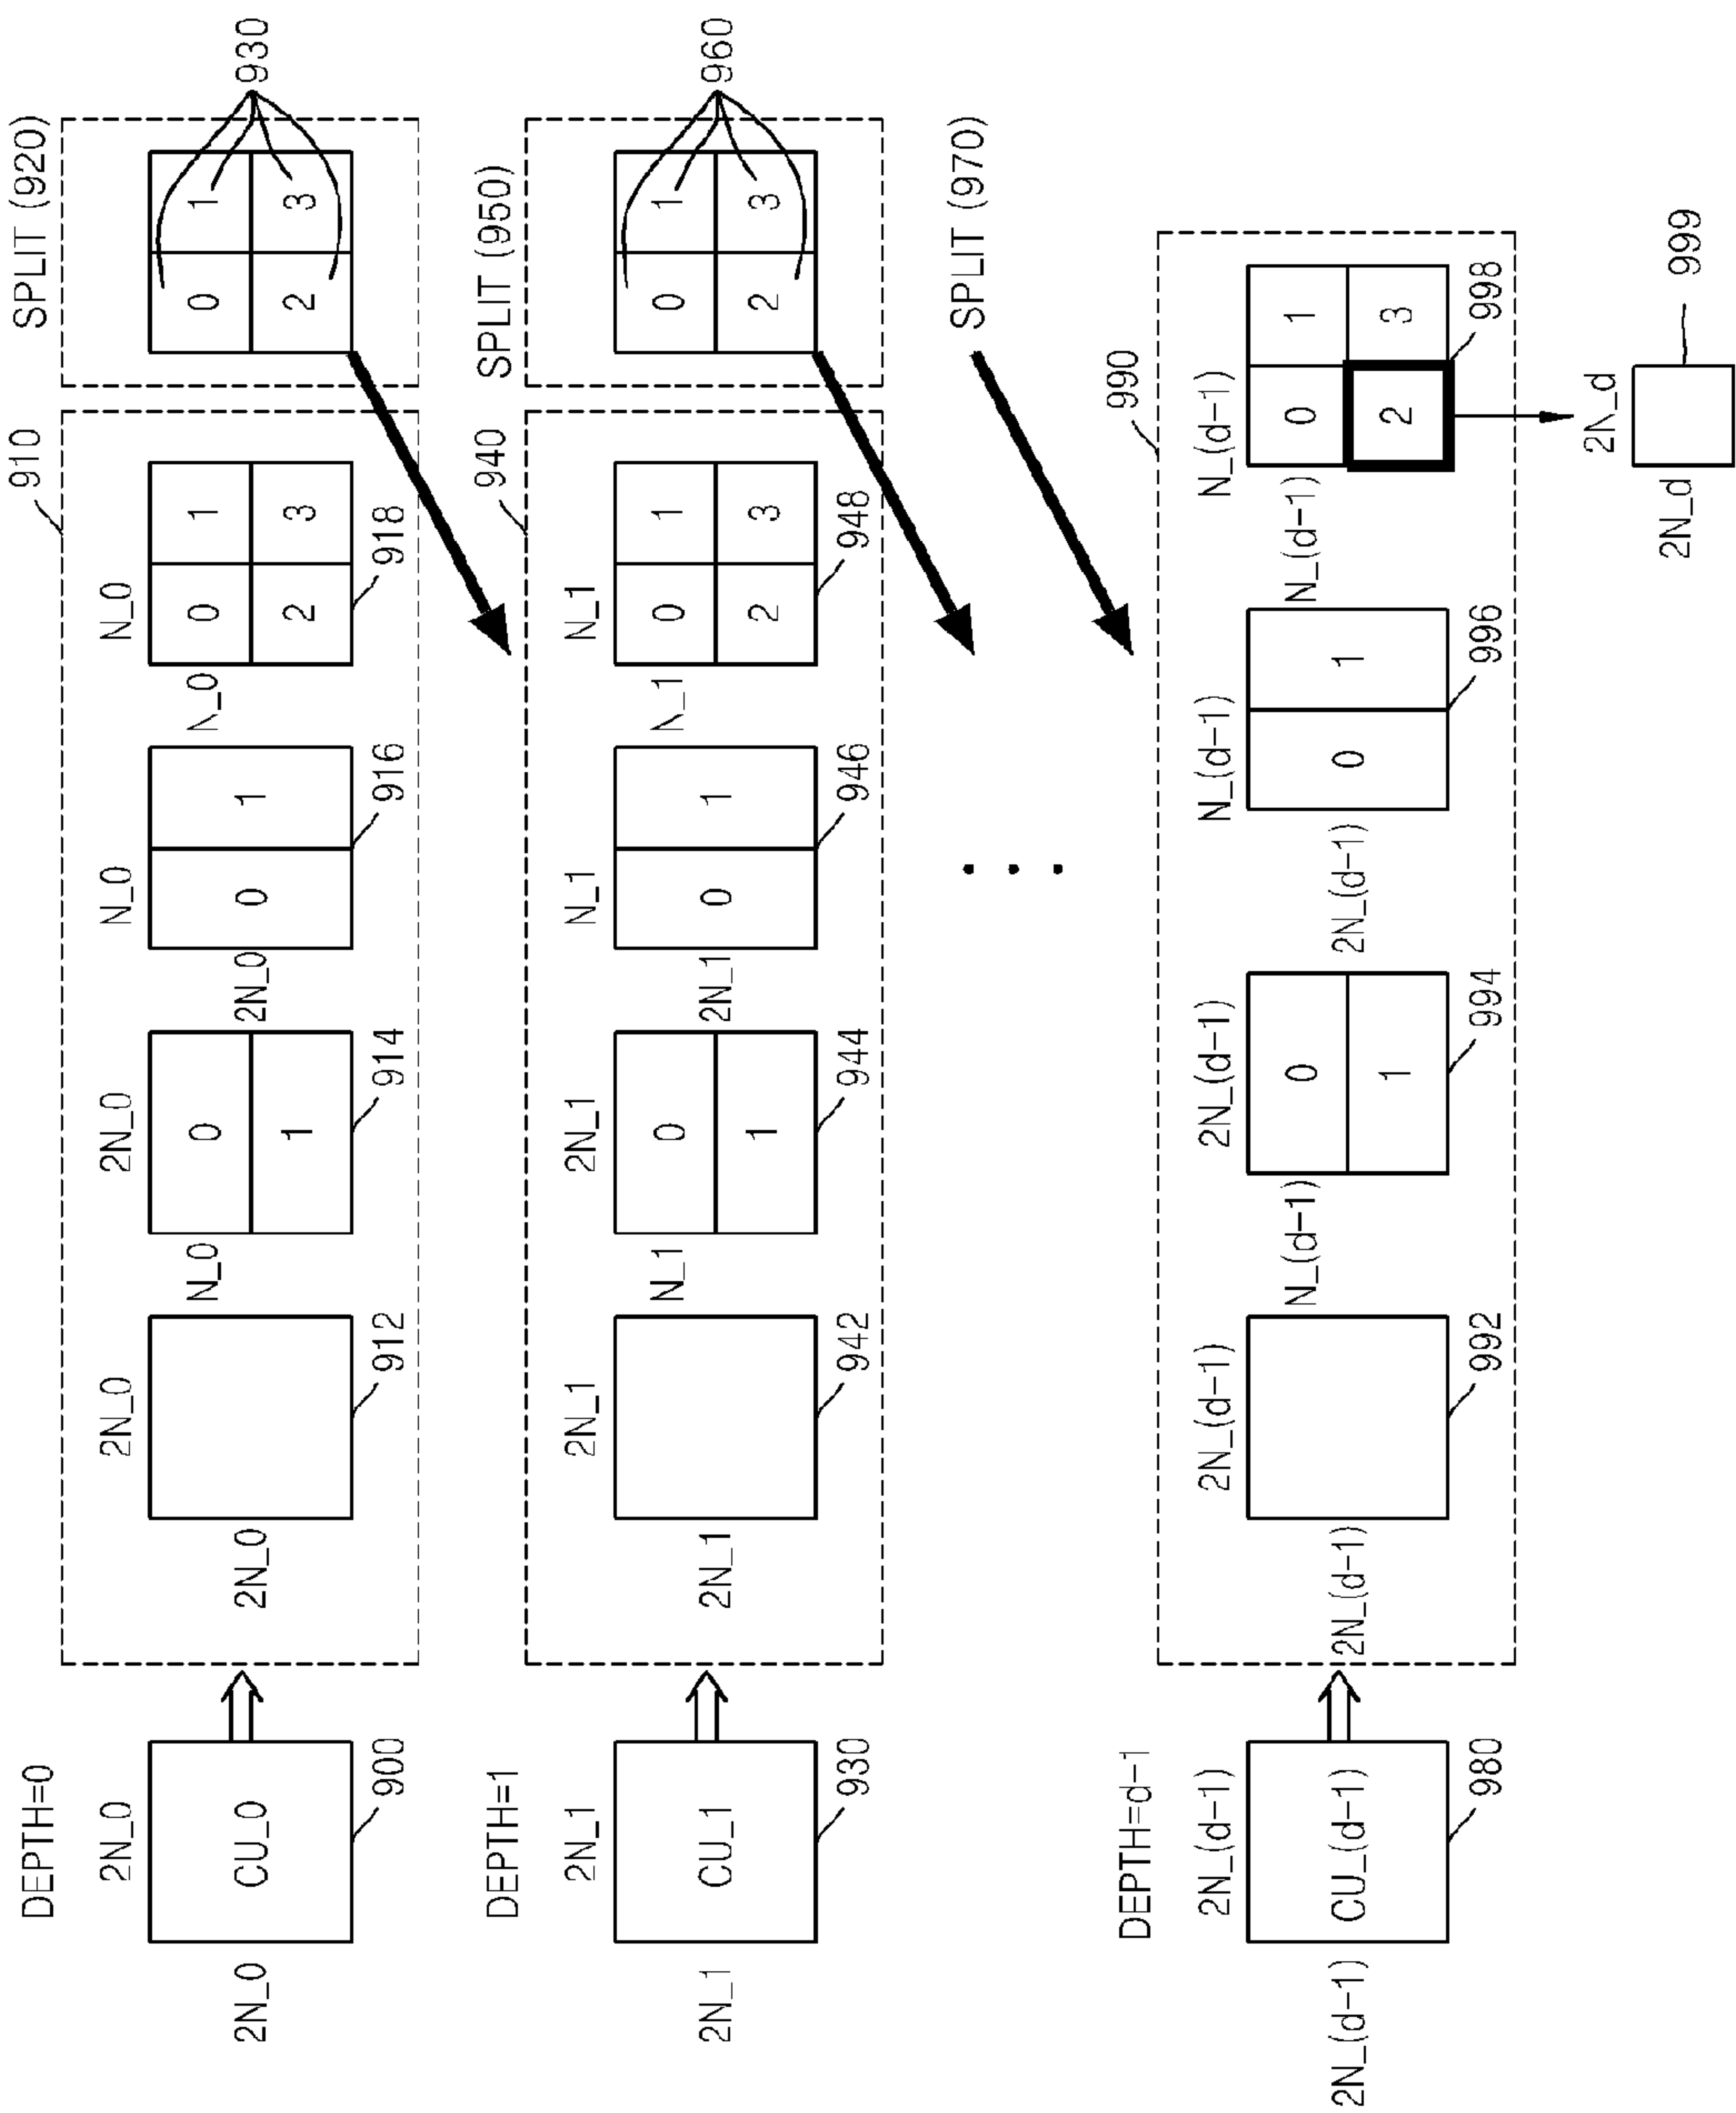 DEPTH=0
2N_0
2N_0
CU_0
900
910
2N_0
2N_0
912
2N_0
N_0
0
1
914
N_0
2N_0
0
1
916
N_0
N_0
0
1
2
3
918
SPLIT (920)
0
1
2
3
930
DEPTH=1
2N_1
2N_1
CU_1
930
940
2N_1
2N_1
942
2N_1
N_1
0
1
944
N_1
2N_1
0
1
946
N_1
N_1
0
1
2
3
948
SPLIT (950)
0
1
2
3
960
SPLIT (970)
DEPTH=d-1
2N_(d-1)
2N_(d-1)
CU_(d-1)
980
990
2N_(d-1)
2N_(d-1)
992
2N_(d-1)
N_(d-1)
0
1
994
N_(d-1)
2N_(d-1)
0
1
996
N_(d-1)
N_(d-1)
0
1
2
3
998
2N_d
2N_d
999